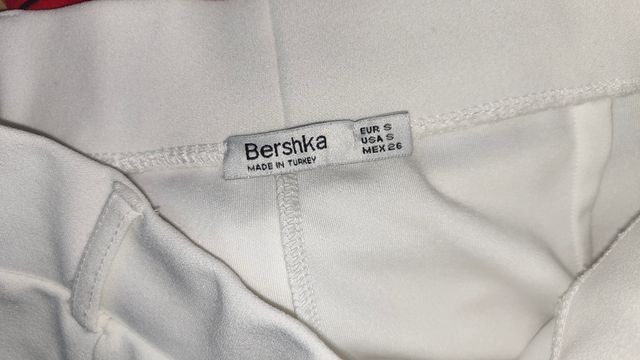 Bershka
MADE IN TURKEY
EUR S
USA S
MEX 26